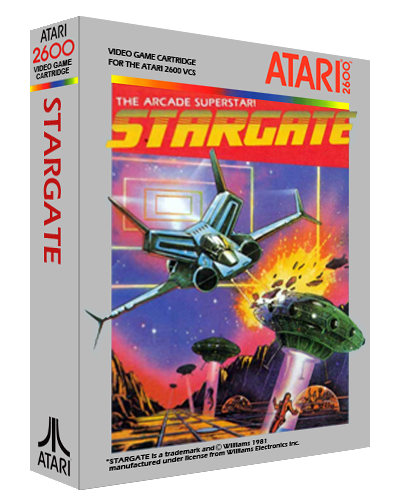 ATARI
2600
VIDEO GAME
CARTRIDGE
STARGATE
ATARI
VIDEO GAME CARTRIDGE
FOR THE ATARI 2600 VCS
ATARI 2600™
THE ARCADE SUPERSTAR!
STARGATE
*STARGATE is a trademark and © Williams 1981
manufactured under license from Williams Electronics Inc.